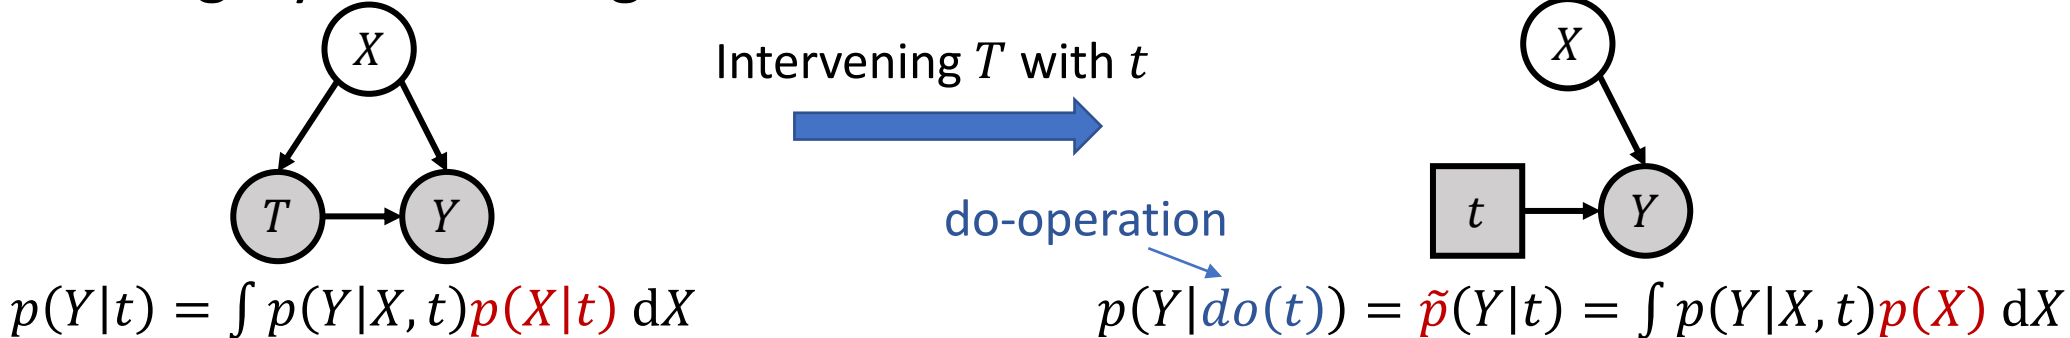 X
Intervening T with t
X
T
Y
do-operation
t
Y
p(Y|t) = ∫ p(Y|X, t)p(X|t) dX
p(Y|do(t)) = p̃(Y|t) = ∫ p(Y|X, t)p(X) dX